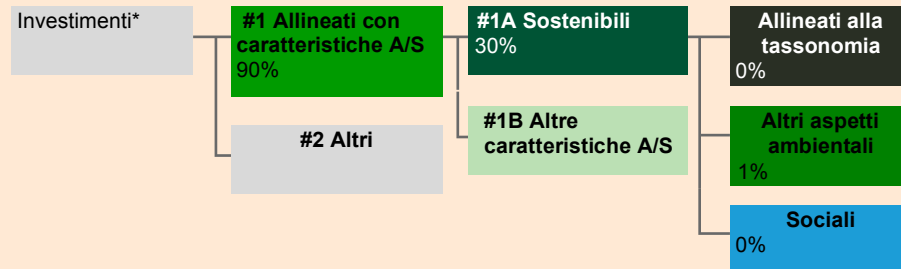 Investimenti*
#1 Allineati con
caratteristiche A/S
90%
#2 Altri
#1A Sostenibili
30%
#1B Altre
caratteristiche A/S
Allineati alla
tassonomia
0%
Altri aspetti
ambientali
1%
Sociali
0%